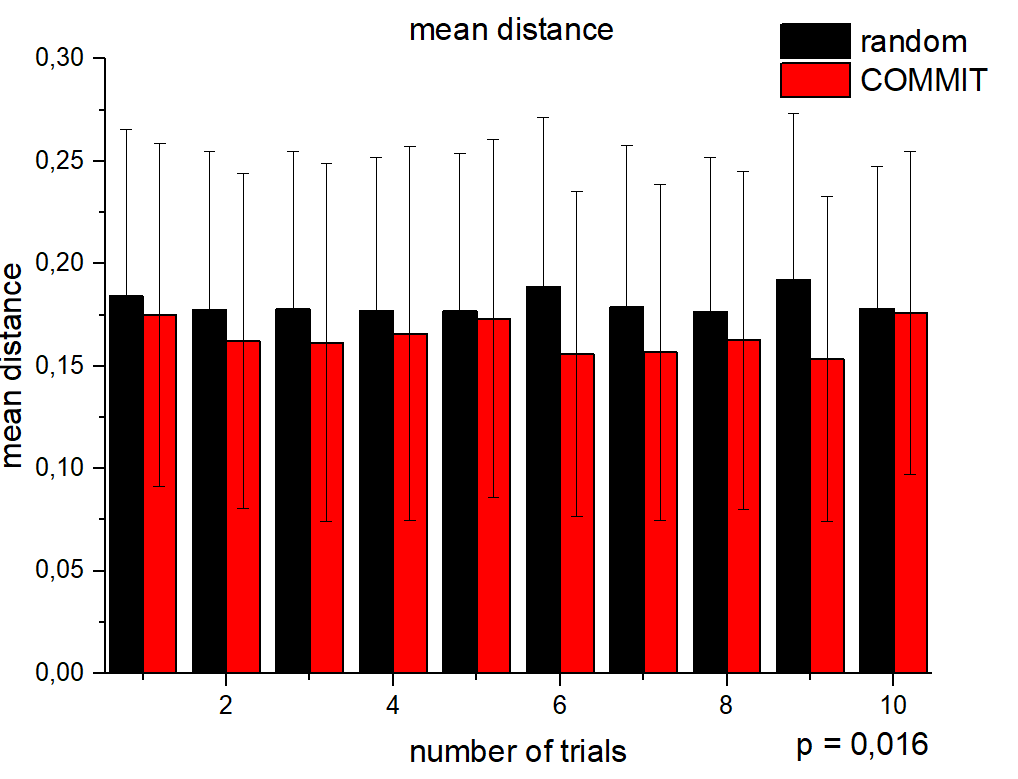 mean distance
random
COMMIT
0,30
0,25
0,20
0,15
0,10
0,05
0,00
mean distance
2 4 6 8 10
number of trials
p = 0,016